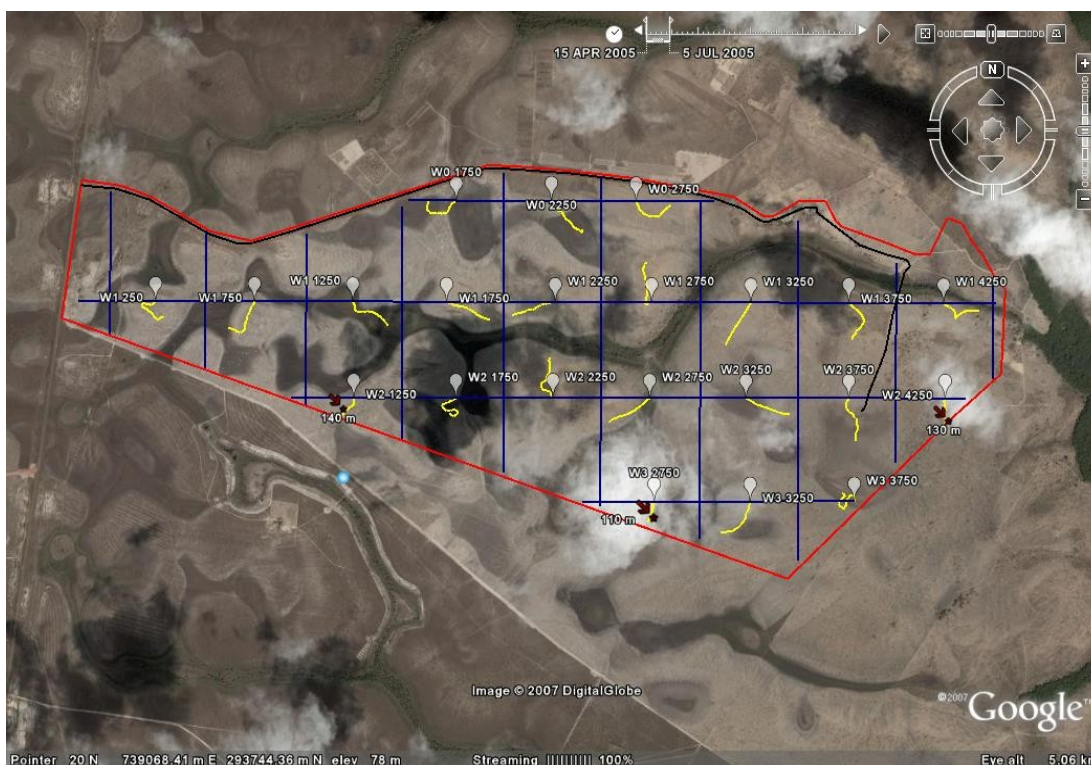 15 APR 2005 5 JUL 2005
N
W0 1750
W0 2250
W0 2750
W1 250
W1 750
W1 1250
W1 1750
W1 2250
W1 2750
W1 3250
W1 3750
W1 4250
W2 1250
W2 1750
W2 2250
W2 2750
W2 3250
W2 3750
W2 4250
140 m
130 m
W3 2750
W3 3250
W3 3750
110 m
Image © 2007 DigitalGlobe
©2007 Google™
Pointer 20 N 739068.41 m E 293744.36 m N elev 78 m Streaming |||||||||| 100% Eye alt 5.06 k